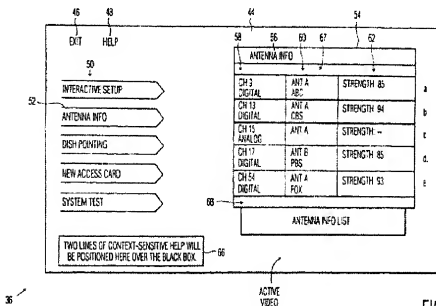 44
54
46
48
EXIT
HELP
56
58
60
67
62
ANTENNA INFO
50
52
INTERACTIVE SETUP
ANTENNA INFO
DISH POINTING
NEW ACCESS CARD
SYSTEM TEST
CH 9 ANT A STRENGTH: 85 a
DIGITAL ABC
CH 13 ANT A STRENGTH: 94 b
DIGITAL CBS
CH 15 ANT A STRENGTH: -- c
ANALOG
CH 17 ANT B STRENGTH: 85 d.
DIGITAL PBS
CH 54 ANT A STRENGTH: 93 e
DIGITAL FOX
68
ANTENNA INFO LIST
TWO LINES OF CONTEXT-SENSITIVE HELP WILL
BE POSITIONED HERE OVER THE BLACK BOX.
66
36
ACTIVE
VIDEO